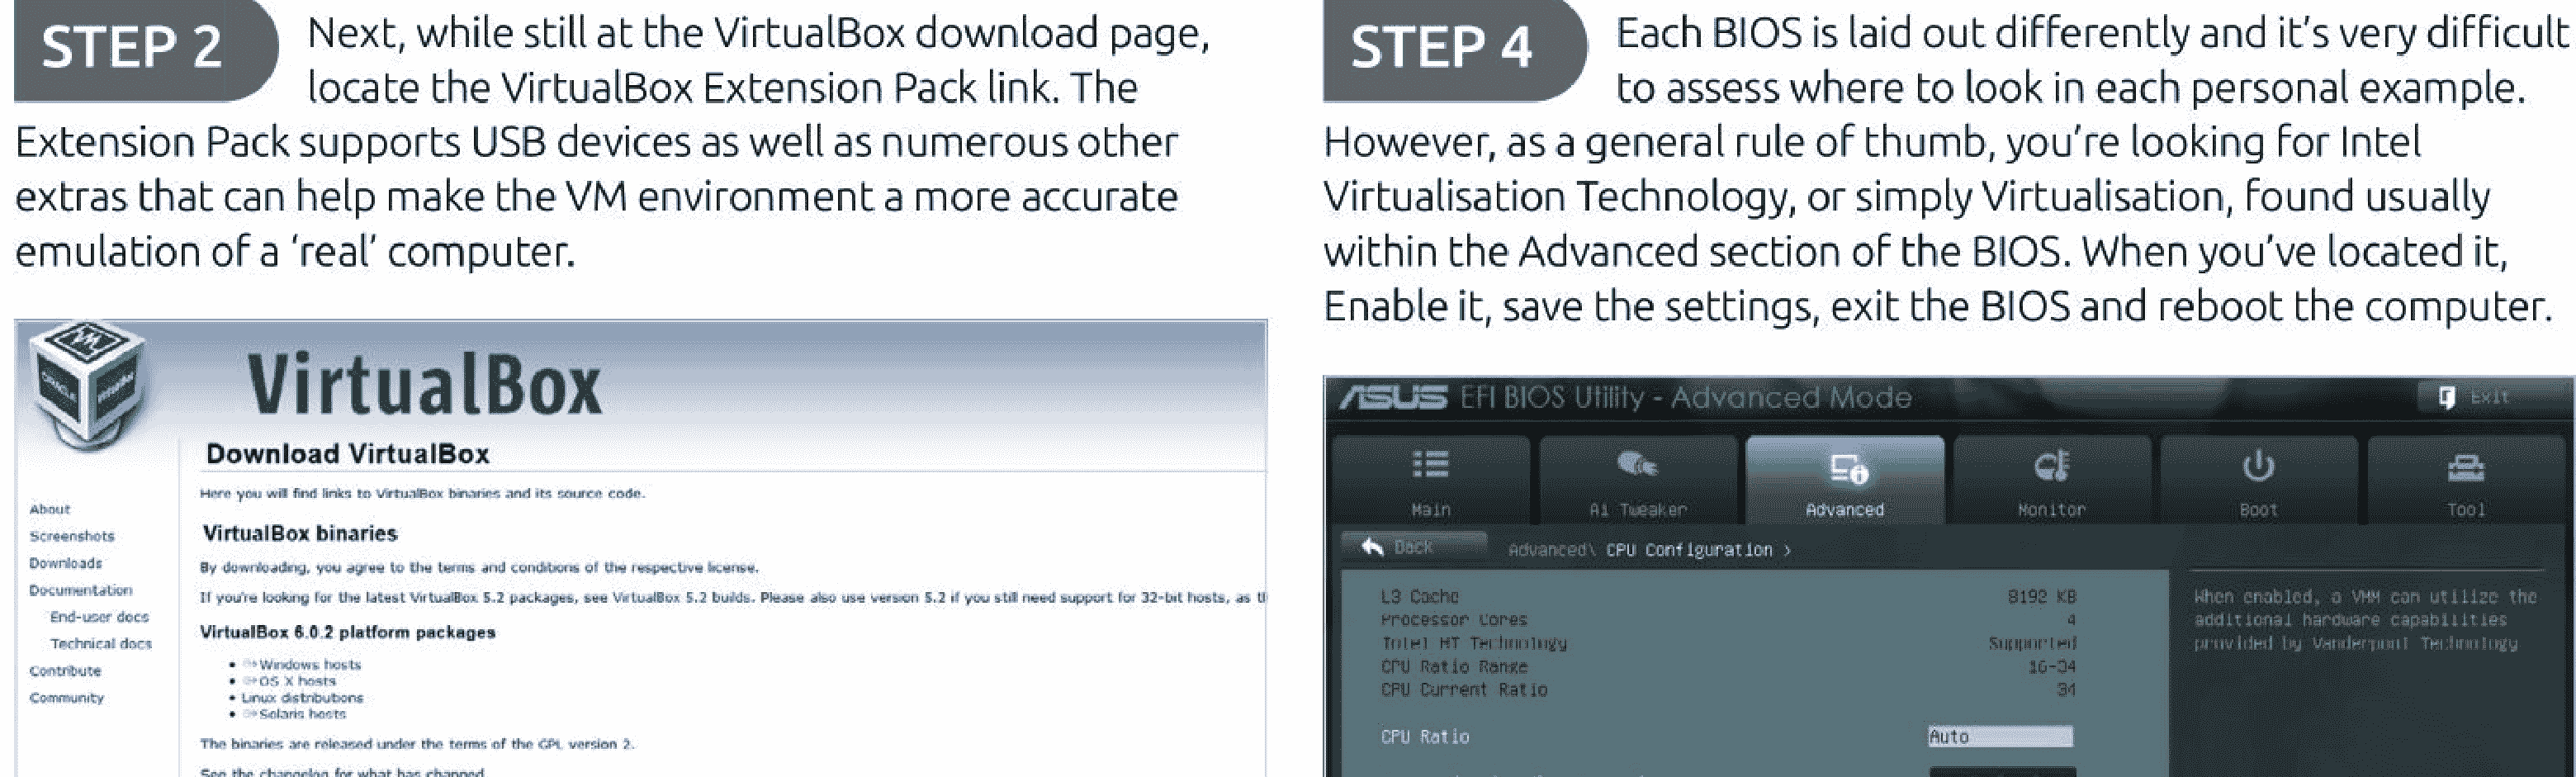 STEP 2
Next, while still at the VirtualBox download page,
locate the VirtualBox Extension Pack link. The
Extension Pack supports USB devices as well as numerous other
extras that can help make the VM environment a more accurate
emulation of a ‘real’ computer.
VirtualBox
Download VirtualBox
Here you will find links to VirtualBox binaries and its source code.
VirtualBox binaries
By downloading, you agree to the terms and conditions of the respective license.
If you're looking for the latest VirtualBox 5.2 packages, see VirtualBox 5.2 builds. Please also use version 5.2 if you still need support for 32-bit hosts, as
VirtualBox 6.0.2 platform packages
• Windows hosts
• OS X hosts
• Linux distributions
• Solaris hosts
The binaries are released under the terms of the GPL version 2.
See the changelog for what has changed
About
Screenshots
Downloads
Documentation
End-user docs
Technical docs
Contribute
Community
STEP 4
Each BIOS is laid out differently and it’s very difficult
to assess where to look in each personal example.
However, as a general rule of thumb, you’re looking for Intel
Virtualisation Technology, or simply Virtualisation, found usually
within the Advanced section of the BIOS. When you’ve located it,
Enable it, save the settings, exit the BIOS and reboot the computer.
ASUS EFI BIOS Utility - Advanced Mode
Exit
Main
Ai Tweaker
Advanced
Monitor
Boot
Tool
Back
Advanced\ CPU Configuration >
L3 Cache 8192 KB
Processor Cores 4
Intel HT Technology Supported
CPU Ratio Range 16-34
CPU Current Ratio 34
CPU Ratio Auto
When enabled, a VMM can utilize the
additional hardware capabilities
provided by Vanderpool Technology